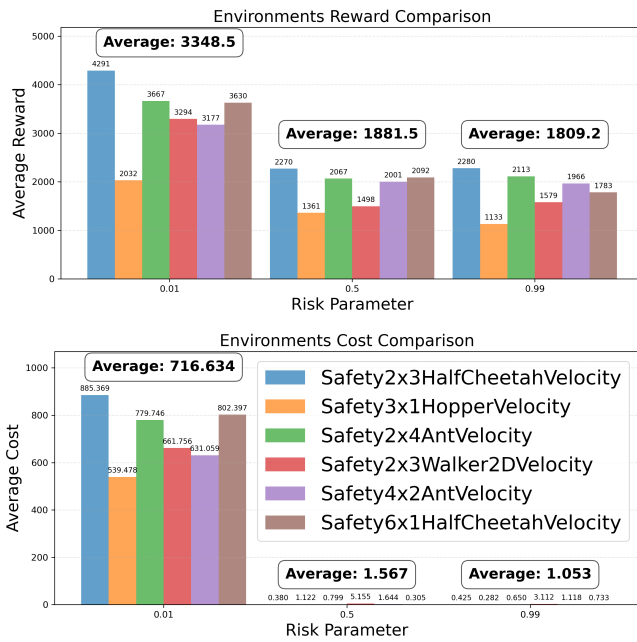 Environments Reward Comparison
Average Reward
5000
4000
3000
2000
1000
0
Average: 3348.5
4291
2032
3667
3294
3177
3630
Average: 1881.5
2270
1361
2067
1498
2001
2092
Average: 1809.2
2280
1133
2113
1579
1966
1783
0.01
0.5
0.99
Risk Parameter
Environments Cost Comparison
Average Cost
1000
800
600
400
200
0
Average: 716.634
885.369
539.478
779.746
661.756
631.059
802.397
Safety2x3HalfCheetahVelocity
Safety3x1HopperVelocity
Safety2x4AntVelocity
Safety2x3Walker2DVelocity
Safety4x2AntVelocity
Safety6x1HalfCheetahVelocity
Average: 1.567
0.380 1.122 0.799 5.155 1.644 0.305
Average: 1.053
0.425 0.282 0.650 3.112 1.118 0.733
0.01
0.5
0.99
Risk Parameter